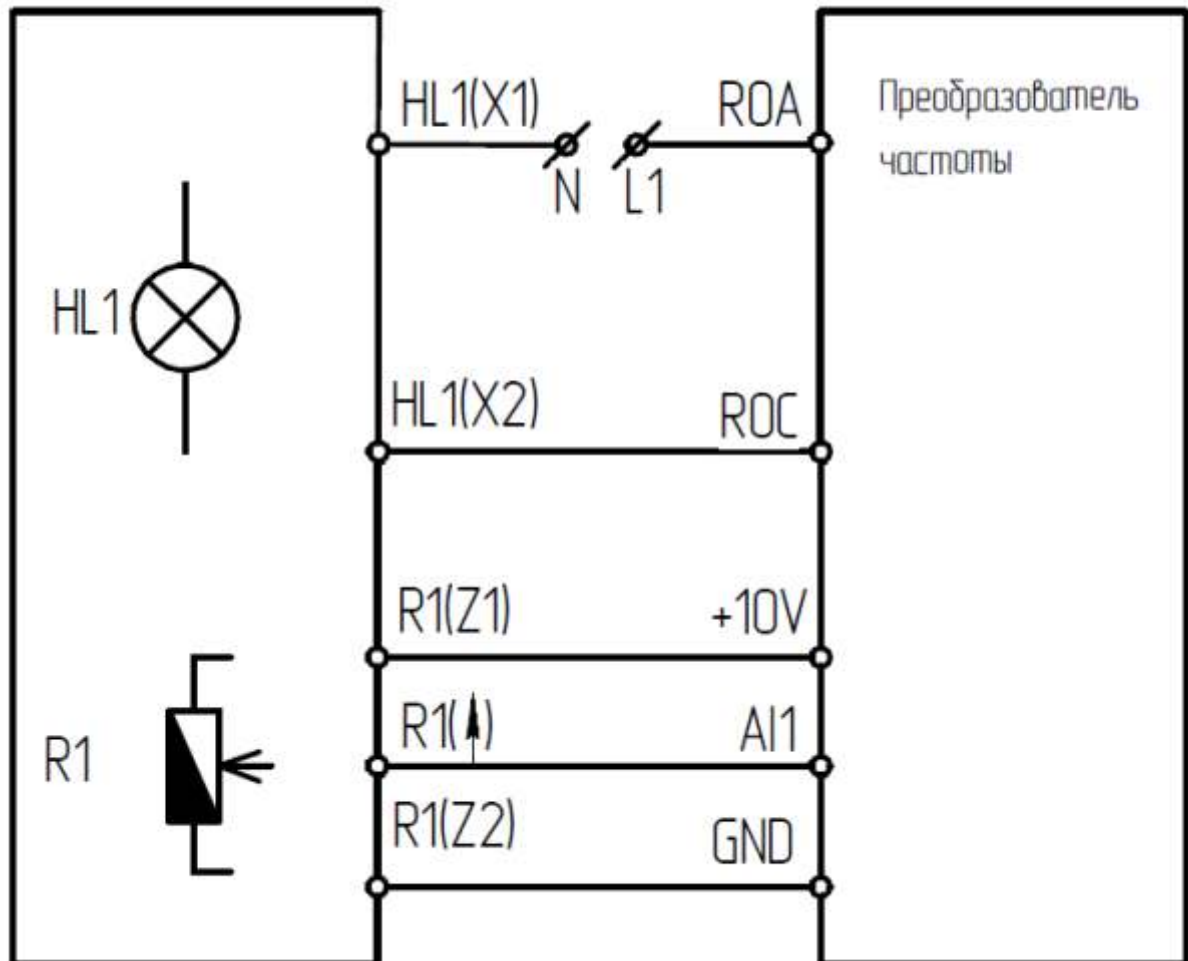 HL1(X1)
ROA
Преобразователь
частоты
N
L1
HL1
HL1(X2)
ROC
R1(Z1)
+10V
R1( )
AI1
R1
R1(Z2)
GND